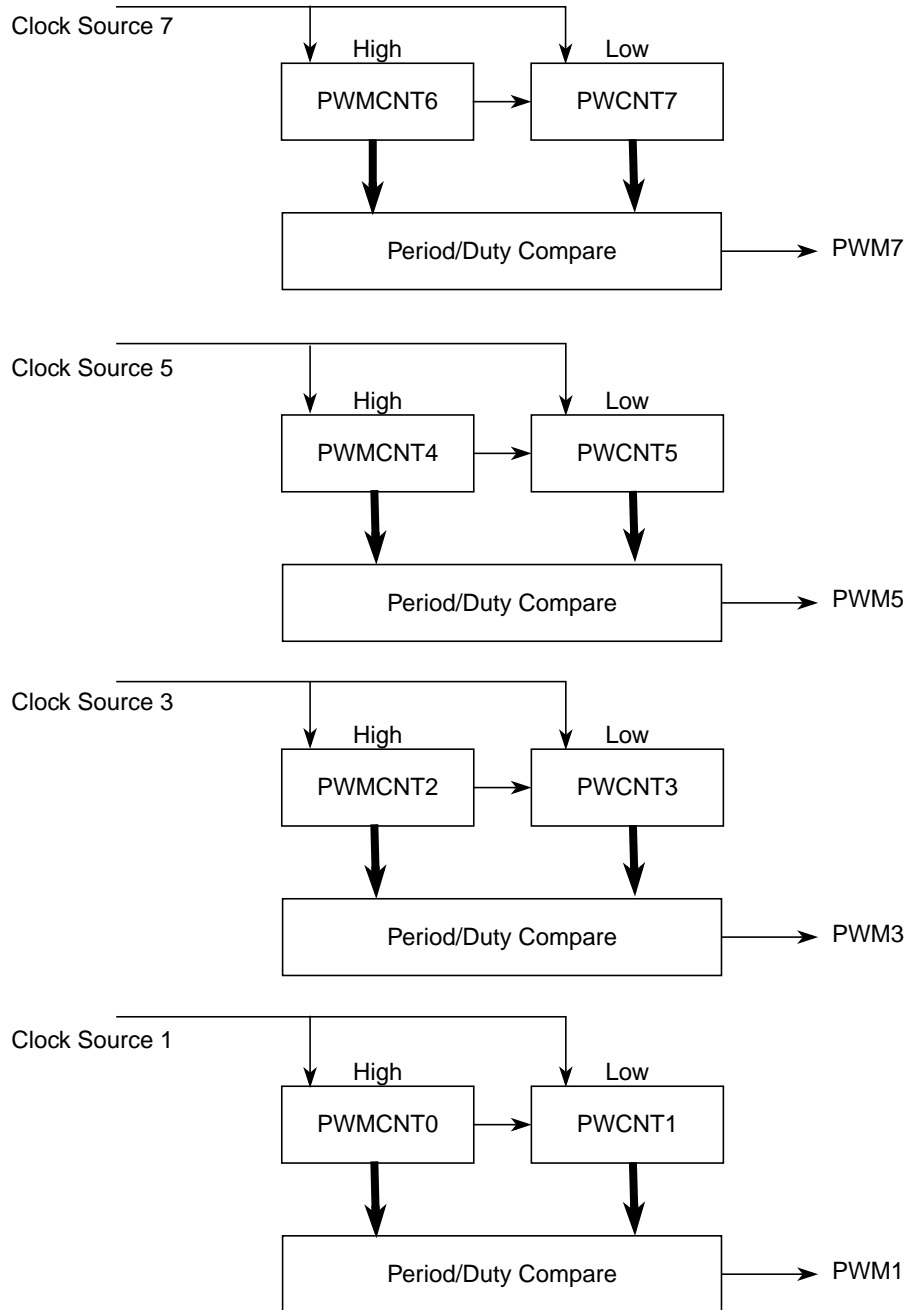 Clock Source 7
High
Low
PWMCNT6
PWCNT7
Period/Duty Compare
PWM7
Clock Source 5
High
Low
PWMCNT4
PWCNT5
Period/Duty Compare
PWM5
Clock Source 3
High
Low
PWMCNT2
PWCNT3
Period/Duty Compare
PWM3
Clock Source 1
High
Low
PWMCNT0
PWCNT1
Period/Duty Compare
PWM1